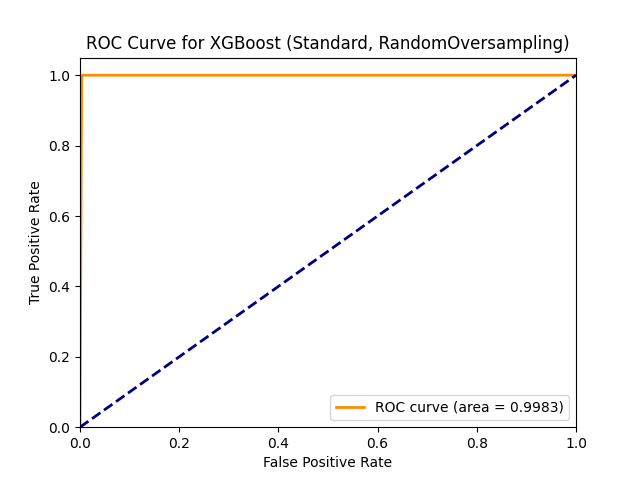 ROC Curve for XGBoost (Standard, RandomOversampling)
1.0
0.8
0.6
0.4
0.2
0.0
True Positive Rate
ROC curve (area = 0.9983)
0.0 0.2 0.4 0.6 0.8 1.0
False Positive Rate